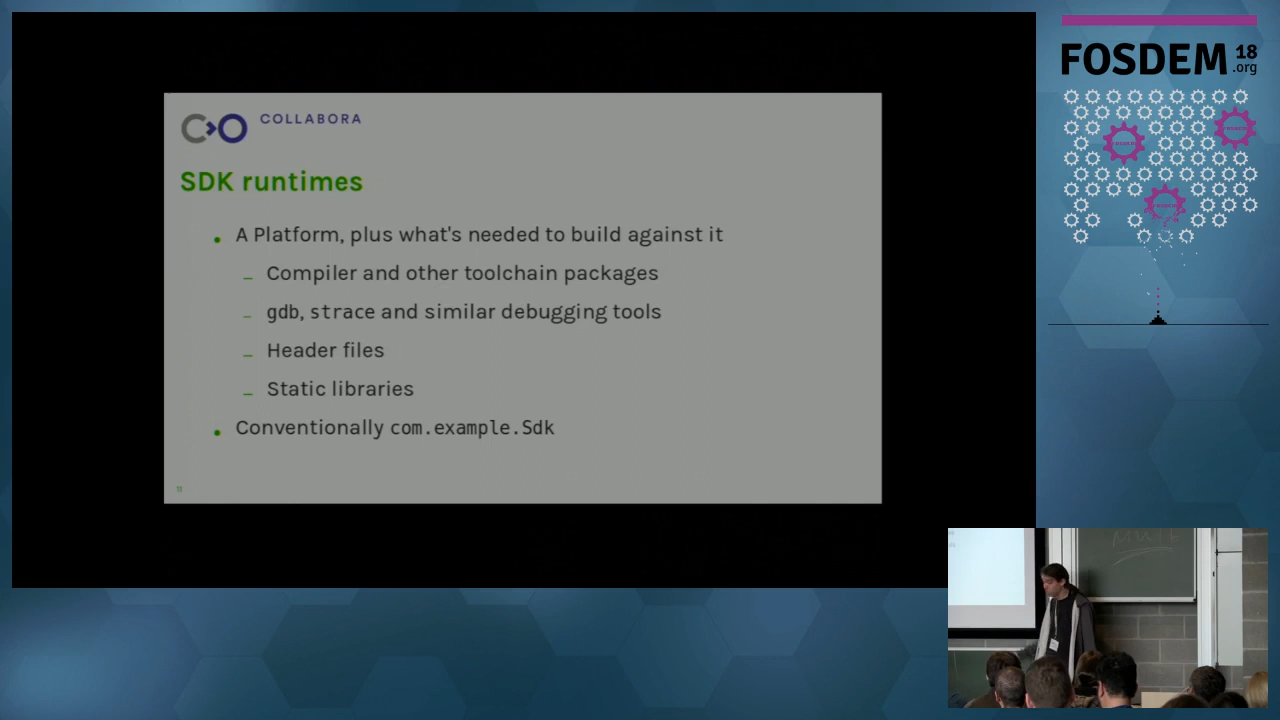 COLLABORA
SDK runtimes
A Platform, plus what's needed to build against it
Compiler and other toolchain packages
gdb, strace and similar debugging tools
Header files
Static libraries
Conventionally com.example.Sdk
FOSDEM 18
.org